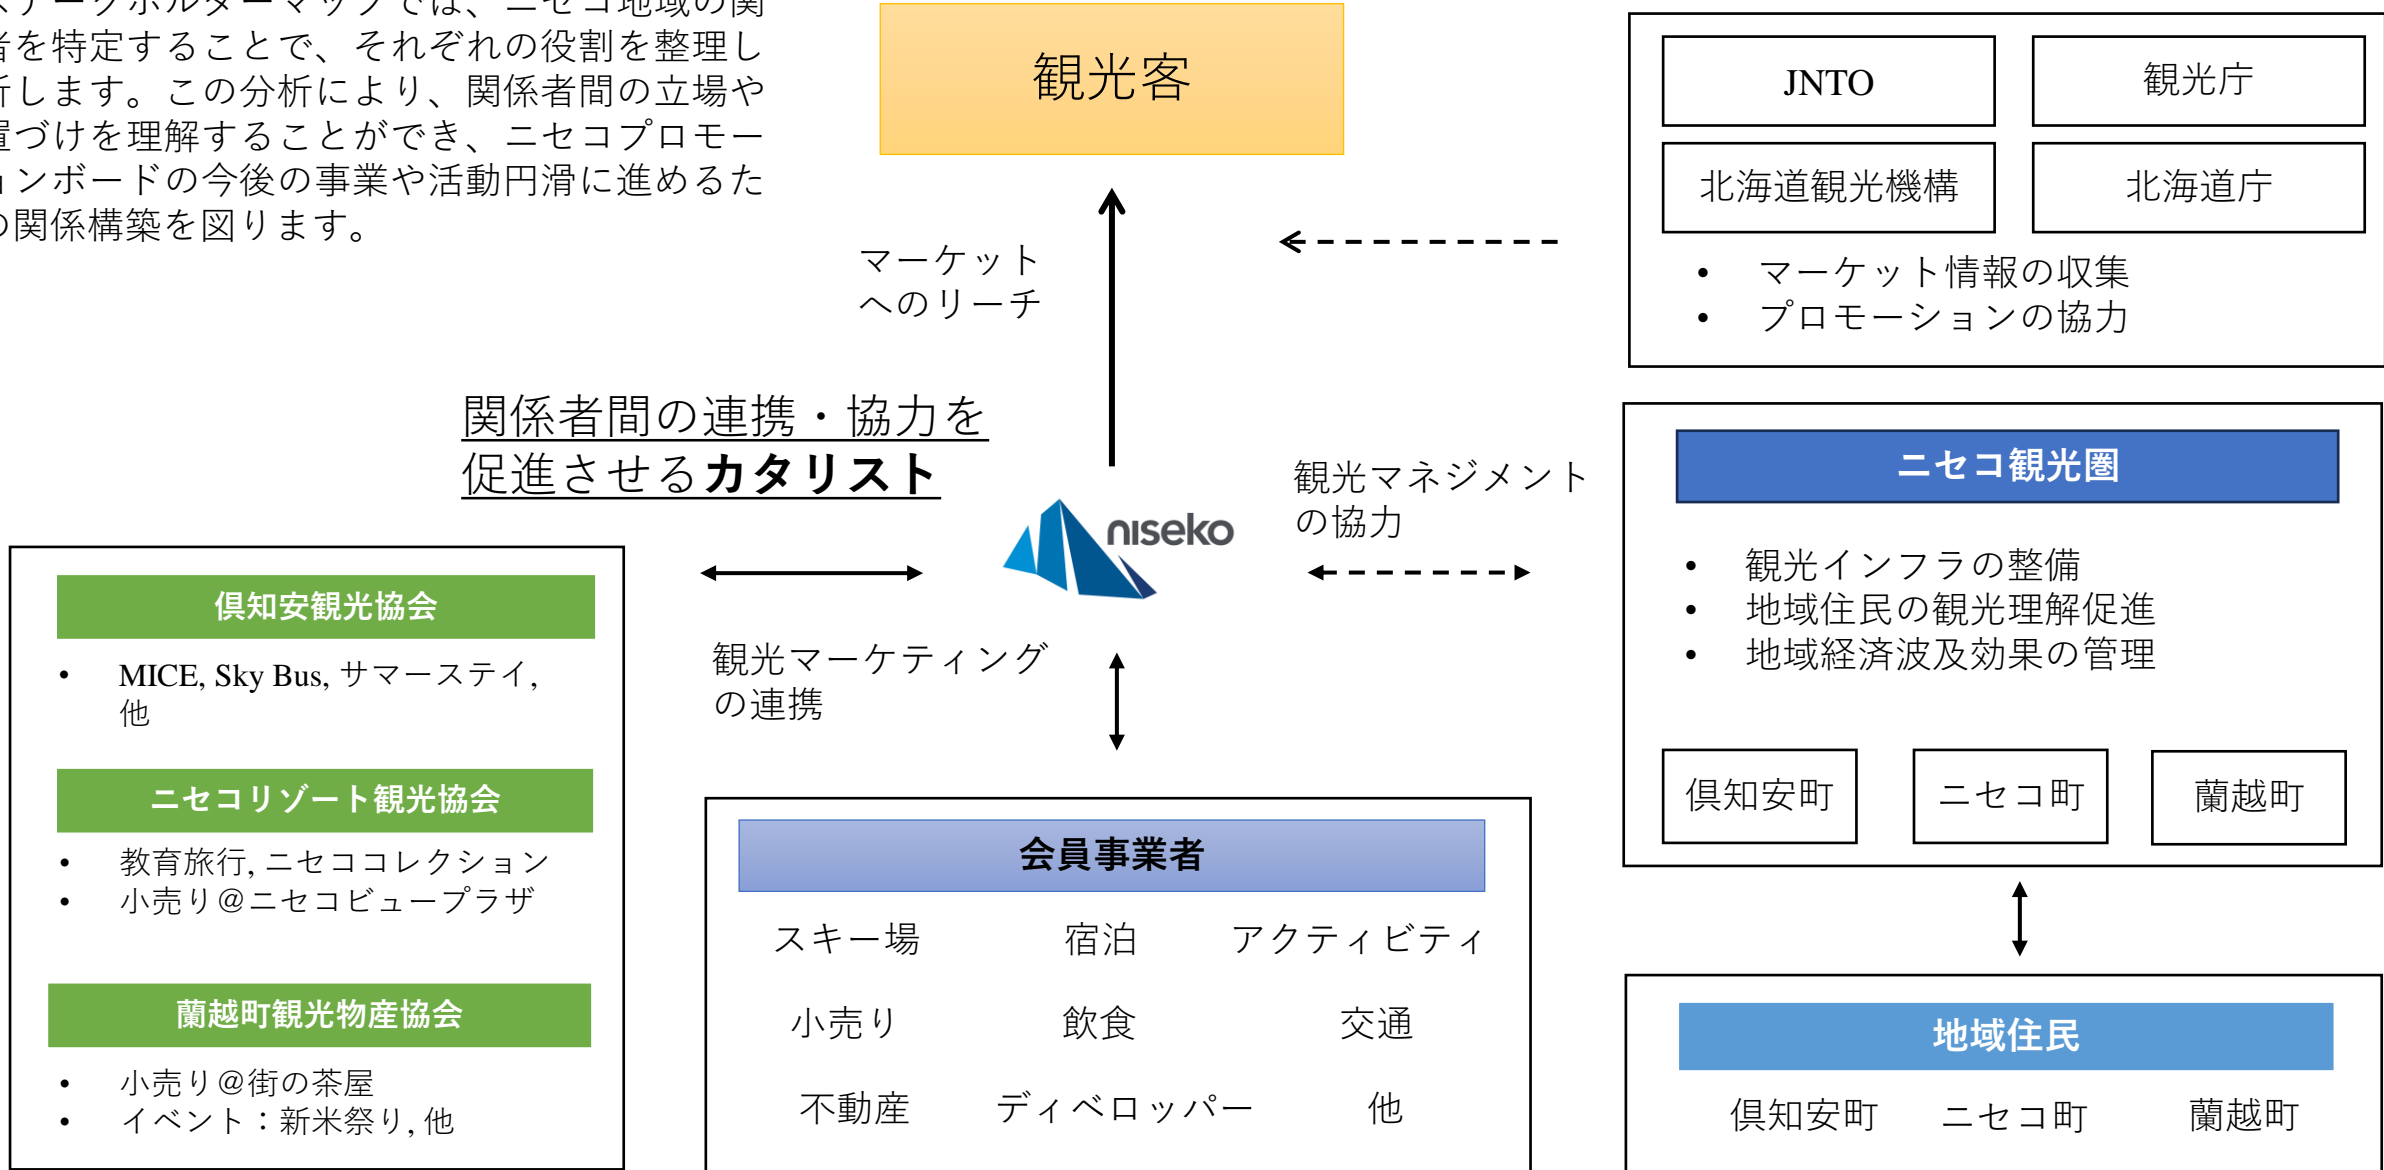 ステークホルダーマップでは、ニセコ地域の関
者を特定することで、それぞれの役割を整理し
析します。この分析により、関係者間の立場や
置づけを理解することができ、ニセコプロモー
ョンボードの今後の事業や活動円滑に進めるた
の関係構築を図ります。
観光客
マーケット
へのリーチ
JNTO
観光庁
北海道観光機構
北海道庁
• マーケット情報の収集
• プロモーションの協力
関係者間の連携・協力を
促進させるカタリスト
niseko
観光マネジメント
の協力
観光マーケティング
の連携
ニセコ観光圏
• 観光インフラの整備
• 地域住民の観光理解促進
• 地域経済波及効果の管理
倶知安町
ニセコ町
蘭越町
倶知安観光協会
• MICE, Sky Bus, サマーステイ,
他
ニセコリゾート観光協会
• 教育旅行, ニセココレクション
• 小売り@ニセコビュープラザ
蘭越町観光物産協会
• 小売り@街の茶屋
• イベント：新米祭り, 他
会員事業者
スキー場 宿泊 アクティビティ
小売り 飲食 交通
不動産 ディベロッパー 他
地域住民
倶知安町 ニセコ町 蘭越町